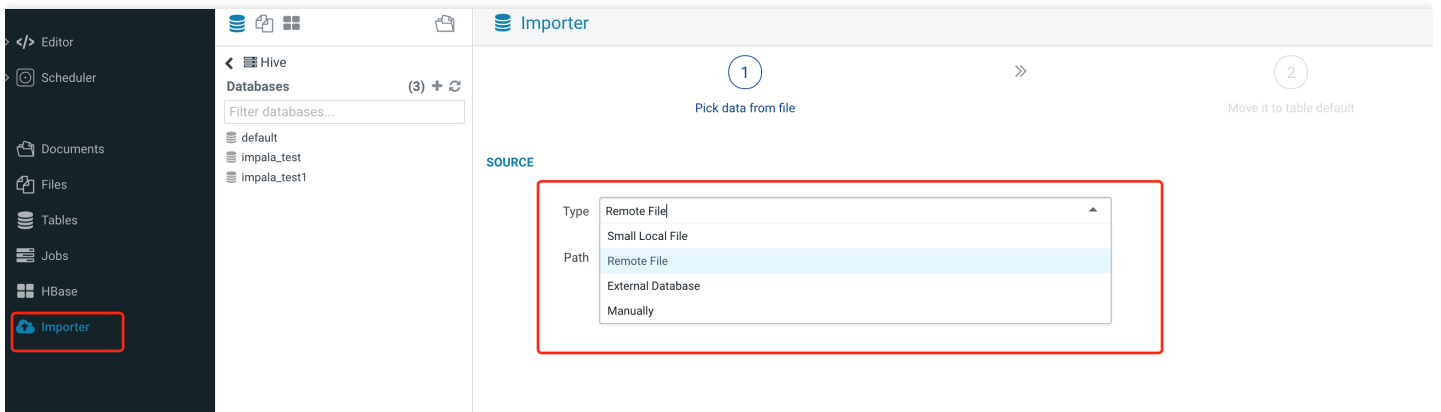 </> Editor
Scheduler
Documents
Files
Tables
Jobs
HBase
Importer
Hive
Databases (3)
Filter databases...
default
impala_test
impala_test1
Importer
1
Pick data from file
2
Move it to table default
SOURCE
Type Remote File
Small Local File
Path Remote File
External Database
Manually